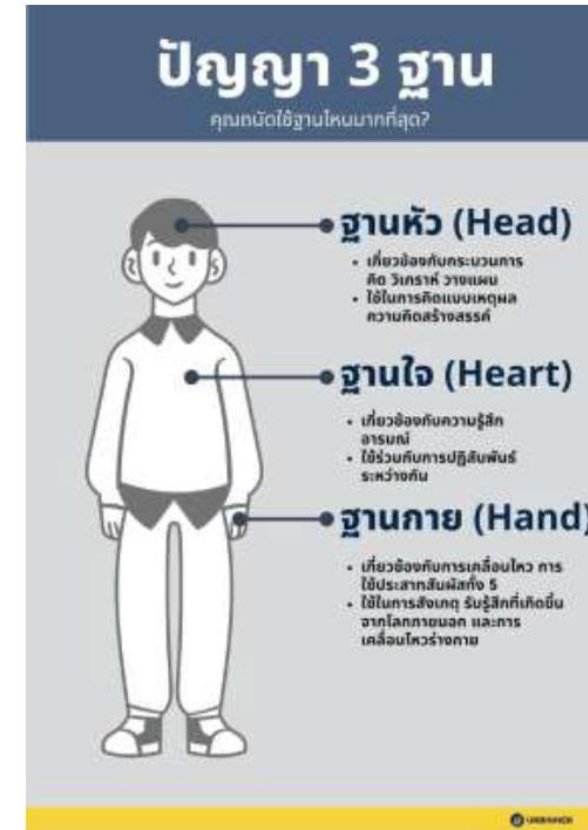 ปัญญา 3 ฐาน
คุณถนัดใช้ฐานไหนมากที่สุด?
ฐานหัว (Head)
• เกี่ยวข้องกับกระบวนการ
คิด วิเคราะห์ วางแผน
• ใช้ในการคิดแบบเหตุผล
ความคิดสร้างสรรค์
ฐานใจ (Heart)
• เกี่ยวข้องกับความรู้สึก
อารมณ์
• ใช้ร่วมกับการปฏิสัมพันธ์
ระหว่างกัน
ฐานกาย (Hand)
• เกี่ยวข้องกับการเคลื่อนไหว การ
ใช้ประสาทสัมผัสทั้ง 5
• ใช้ในการสังเกต รับรู้สึกที่เกิดขึ้น
จากโลกภายนอก และการ
เคลื่อนไหวร่างกาย